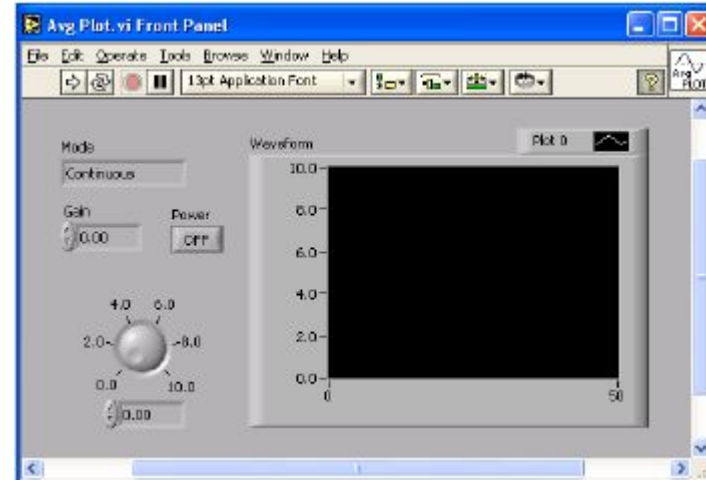 Avg Plot.vi Front Panel
File Edit Operate Tools Browse Window Help
13pt Application Font
?
Avg
PLOT
Mode
Continuous
Gain
0.00
Power
OFF
4.0 6.0
2.0 8.0
0.0 10.0
0.00
Waveform
Plot 0
10.0
8.0
6.0
4.0
2.0
0.0
0 50